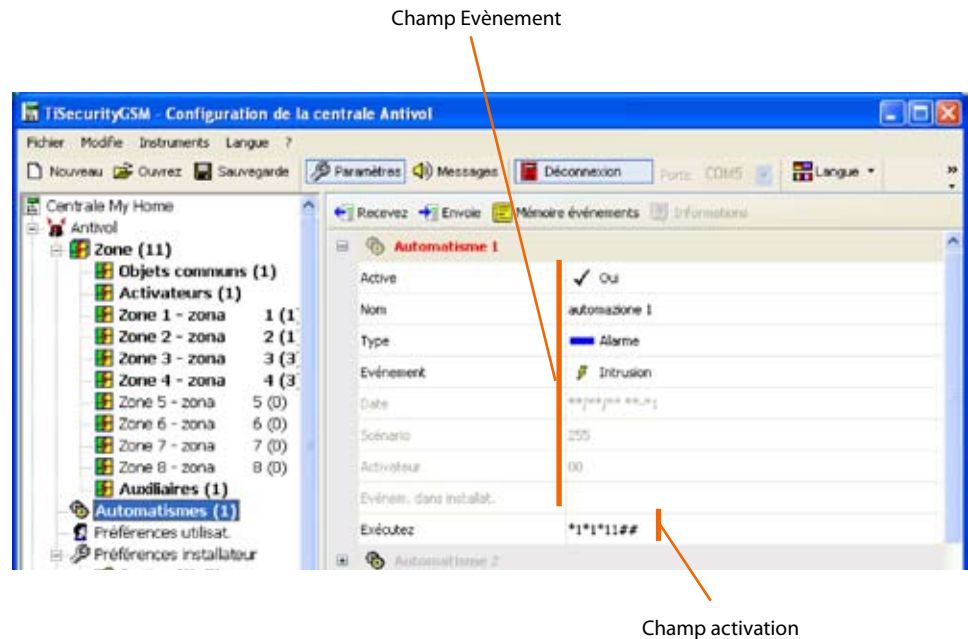 Champ Evènement
TiSecurityGSM - Configuration de la centrale Antivol
Fichier Modifie Instruments Langue ?
Nouveau Ouvrez Sauvegarde Paramètres Messages Déconnexion Porte COM5 Langue
Centrale My Home
Recevez Envoie Mémoire événements Informations
Antivol
Zone (11)
Objets communs (1)
Activateurs (1)
Zone 1 - zona 1 (1
Zone 2 - zona 2 (1
Zone 3 - zona 3 (3
Zone 4 - zona 4 (3
Zone 5 - zona 5 (0)
Zone 6 - zona 6 (0)
Zone 7 - zona 7 (0)
Zone 8 - zona 8 (0)
Auxiliaires (1)
Automatismes (1)
Préférences utilisat.
Préférences installateur
Automatisme 1
Active Oui
Nom automazione 1
Type Alarme
Evénement Intrusion
Date
Scénario 255
Activateur 00
Evénem. dans installat.
Exécutez *1*1*11##
Automatisme 2
Champ activation